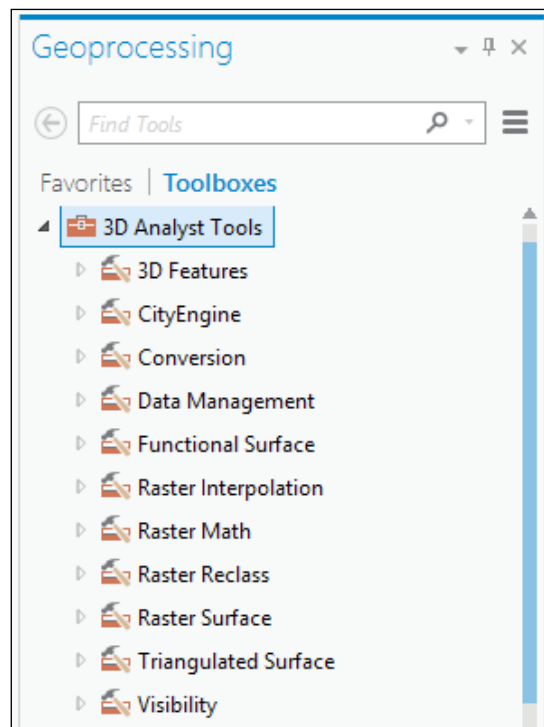 Geoprocessing
Find Tools
Favorites | Toolboxes
3D Analyst Tools
3D Features
CityEngine
Conversion
Data Management
Functional Surface
Raster Interpolation
Raster Math
Raster Reclass
Raster Surface
Triangulated Surface
Visibility